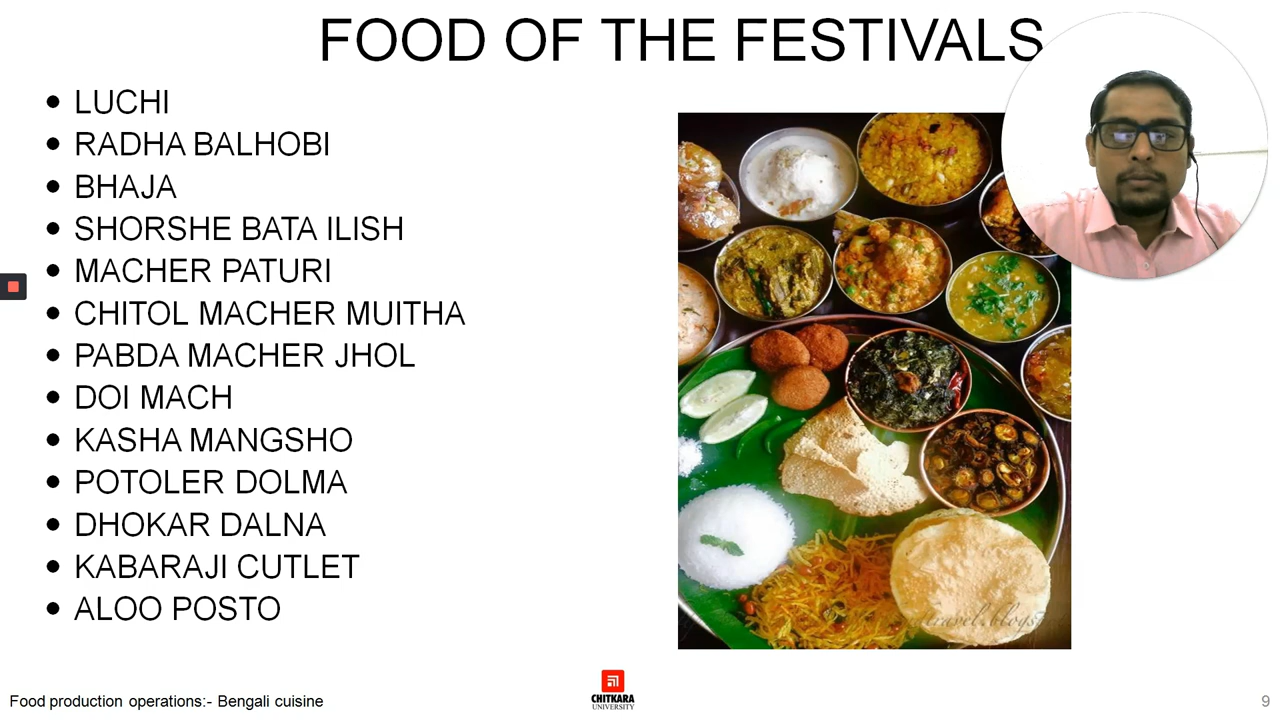 FOOD OF THE FESTIVALS
LUCHI
RADHA BALHOBI
BHAJA
SHORSHE BATA ILISH
MACHER PATURI
CHITOL MACHER MUITHA
PABDA MACHER JHOL
DOI MACH
KASHA MANGSHO
POTOLER DOLMA
DHOKAR DALNA
KABARAJI CUTLET
ALOO POSTO
Food production operations:- Bengali cuisine
CHITKARA
UNIVERSITY
9